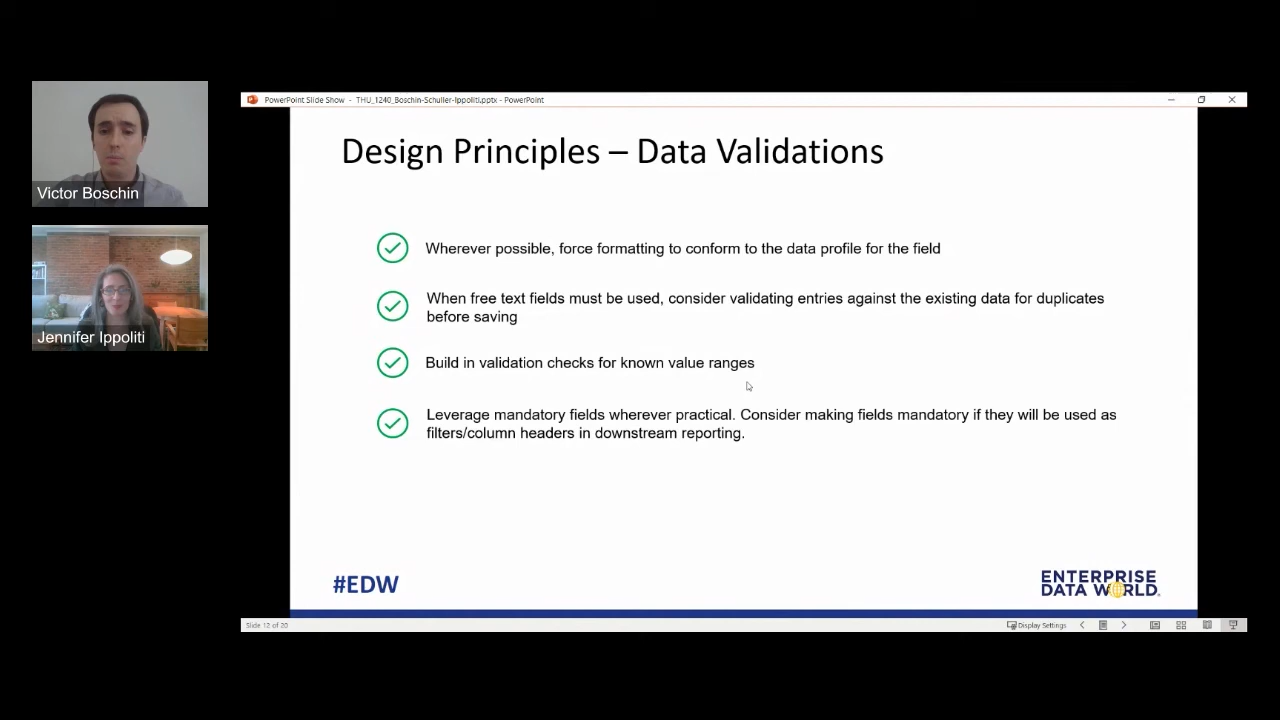 PowerPoint Slide Show - THU_1240_Boschin-Schuller-Ippoliti.pptx - PowerPoint
Design Principles – Data Validations
Victor Boschin
Wherever possible, force formatting to conform to the data profile for the field
When free text fields must be used, consider validating entries against the existing data for duplicates
before saving
Jennifer Ippoliti
Build in validation checks for known value ranges
Leverage mandatory fields wherever practical. Consider making fields mandatory if they will be used as
filters/column headers in downstream reporting.
#EDW
ENTERPRISE
DATA WORLD
Slide 12 of 20
Display Settings